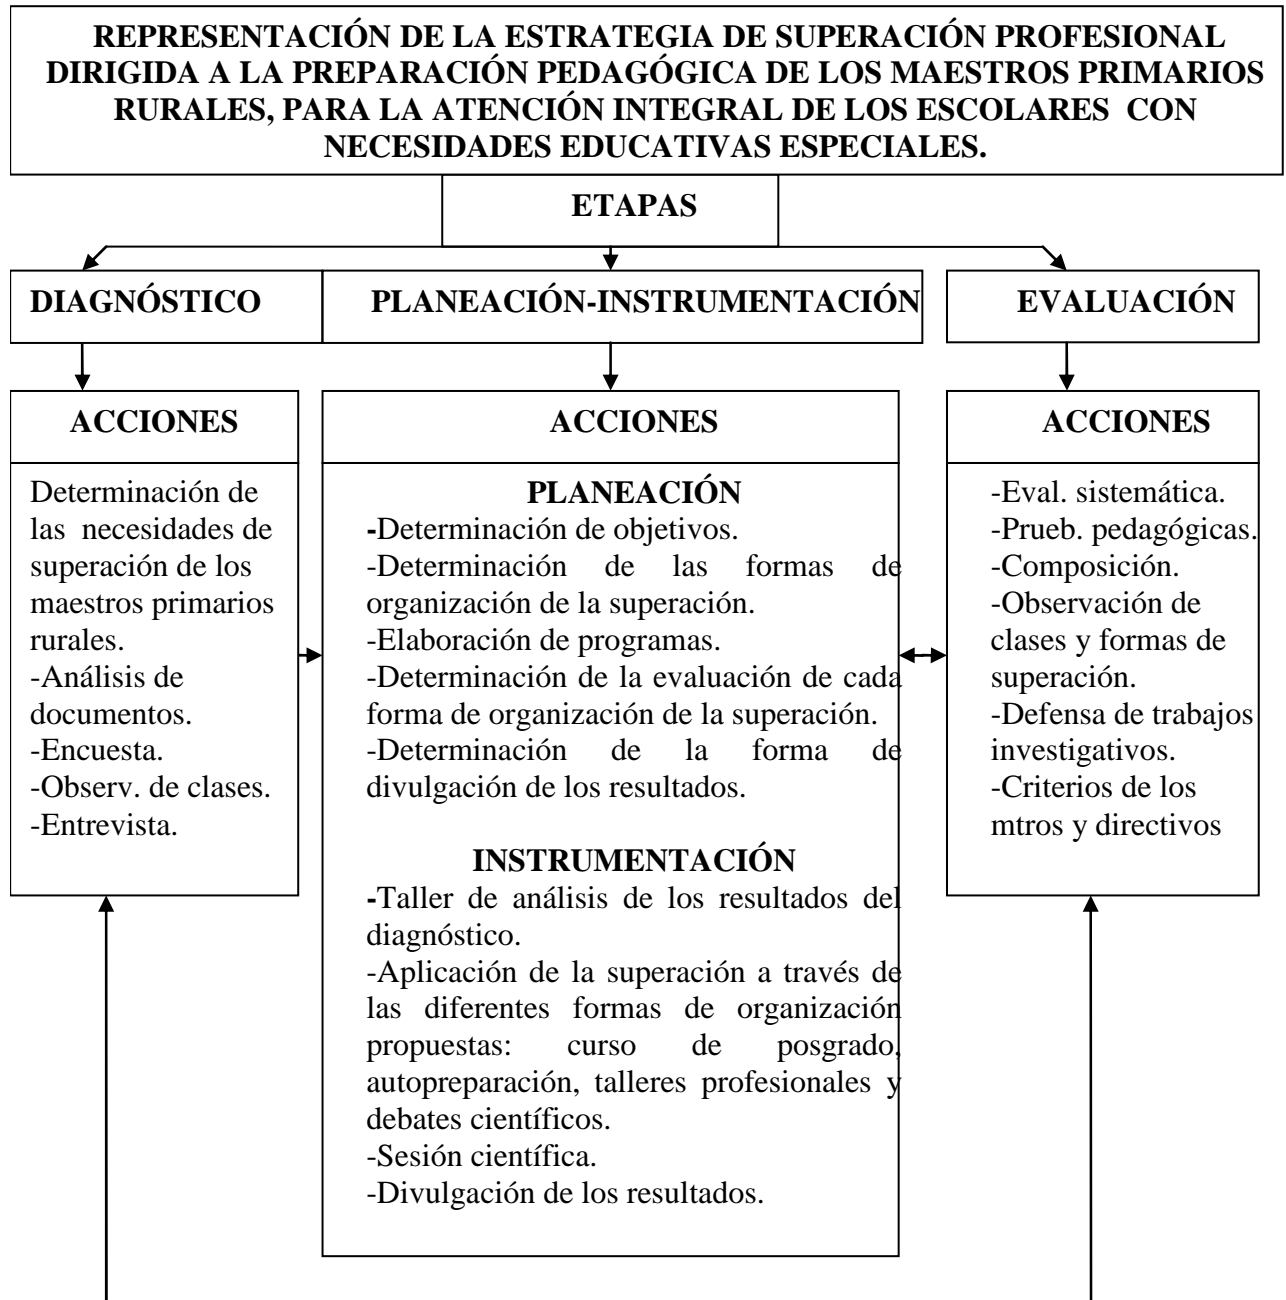 REPRESENTACIÓN DE LA ESTRATEGIA DE SUPERACIÓN PROFESIONAL
DIRIGIDA A LA PREPARACIÓN PEDAGÓGICA DE LOS MAESTROS PRIMARIOS
RURALES, PARA LA ATENCIÓN INTEGRAL DE LOS ESCOLARES CON
NECESIDADES EDUCATIVAS ESPECIALES.
ETAPAS
DIAGNÓSTICO
PLANEACIÓN-INSTRUMENTACIÓN
EVALUACIÓN
ACCIONES
Determinación de
las necesidades de
superación de los
maestros primarios
rurales.
-Análisis de
documentos.
-Encuesta.
-Observ. de clases.
-Entrevista.
ACCIONES
PLANEACIÓN
-Determinación de objetivos.
-Determinación de las formas de
organización de la superación.
-Elaboración de programas.
-Determinación de la evaluación de cada
forma de organización de la superación.
-Determinación de la forma de
divulgación de los resultados.
INSTRUMENTACIÓN
-Taller de análisis de los resultados del
diagnóstico.
-Aplicación de la superación a través de
las diferentes formas de organización
propuestas: curso de posgrado,
autopreparación, talleres profesionales y
debates científicos.
-Sesión científica.
-Divulgación de los resultados.
ACCIONES
-Eval. sistemática.
-Prueb. pedagógicas.
-Composición.
-Observación de
clases y formas de
superación.
-Defensa de trabajos
investigativos.
-Criterios de los
mtros y directivos